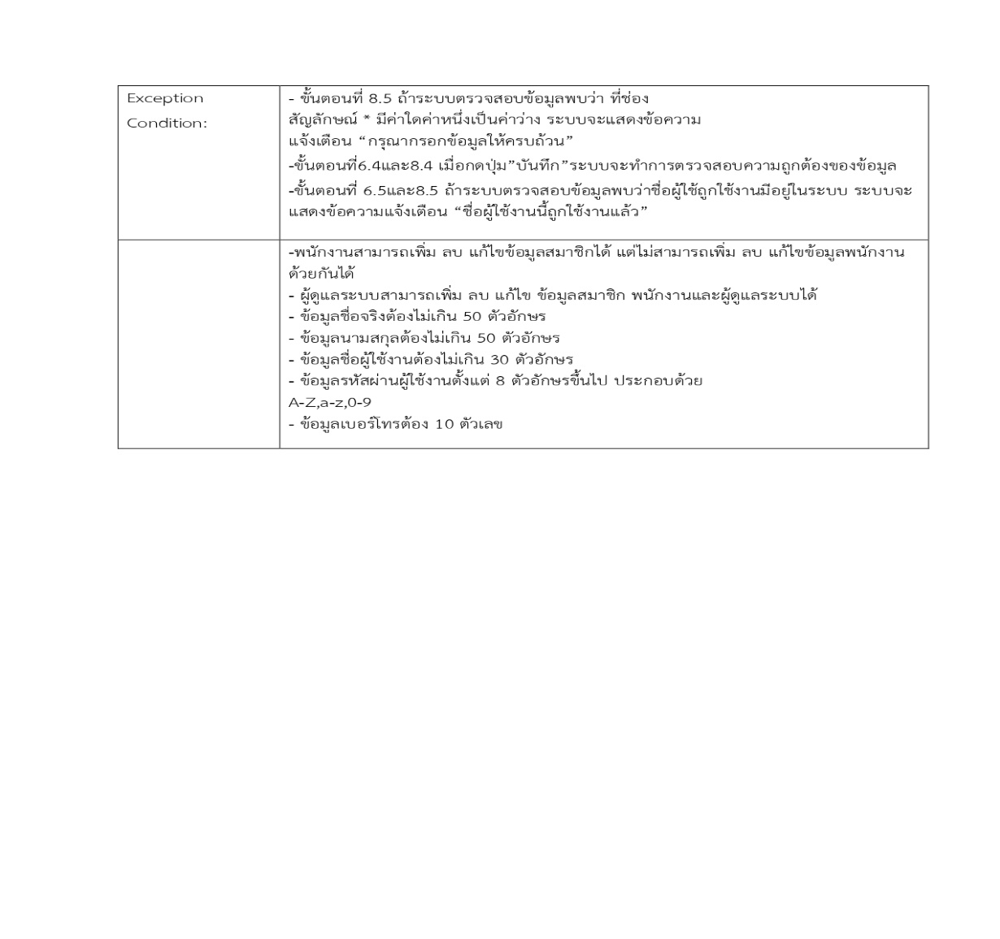 Exception
Condition:
- ขั้นตอนที่ 8.5 ถ้าระบบตรวจสอบข้อมูลพบว่า ที่ช่อง
สัญลักษณ์ * มีค่าใดค่าหนึ่งเป็นค่าว่าง ระบบจะแสดงข้อความ
แจ้งเตือน “กรุณากรอกข้อมูลให้ครบถ้วน”
-ขั้นตอนที่6.4และ8.4 เมื่อกดปุ่ม”บันทึก”ระบบจะทำการตรวจสอบความถูกต้องของข้อมูล
-ขั้นตอนที่ 6.5และ8.5 ถ้าระบบตรวจสอบข้อมูลพบว่าชื่อผู้ใช้ถูกใช้งานมีอยู่ในระบบ ระบบจะ
แสดงข้อความแจ้งเตือน “ชื่อผู้ใช้งานนี้ถูกใช้งานแล้ว”
-พนักงานสามารถเพิ่ม ลบ แก้ไขข้อมูลสมาชิกได้ แต่ไม่สามารถเพิ่ม ลบ แก้ไขข้อมูลพนักงาน
ด้วยกันได้
- ผู้ดูแลระบบสามารถเพิ่ม ลบ แก้ไข ข้อมูลสมาชิก พนักงานและผู้ดูแลระบบได้
- ข้อมูลชื่อจริงต้องไม่เกิน 50 ตัวอักษร
- ข้อมูลนามสกุลต้องไม่เกิน 50 ตัวอักษร
- ข้อมูลชื่อผู้ใช้งานต้องไม่เกิน 30 ตัวอักษร
- ข้อมูลรหัสผ่านผู้ใช้งานตั้งแต่ 8 ตัวอักษรขึ้นไป ประกอบด้วย
A-Z,a-z,0-9
- ข้อมูลเบอร์โทรต้อง 10 ตัวเลข